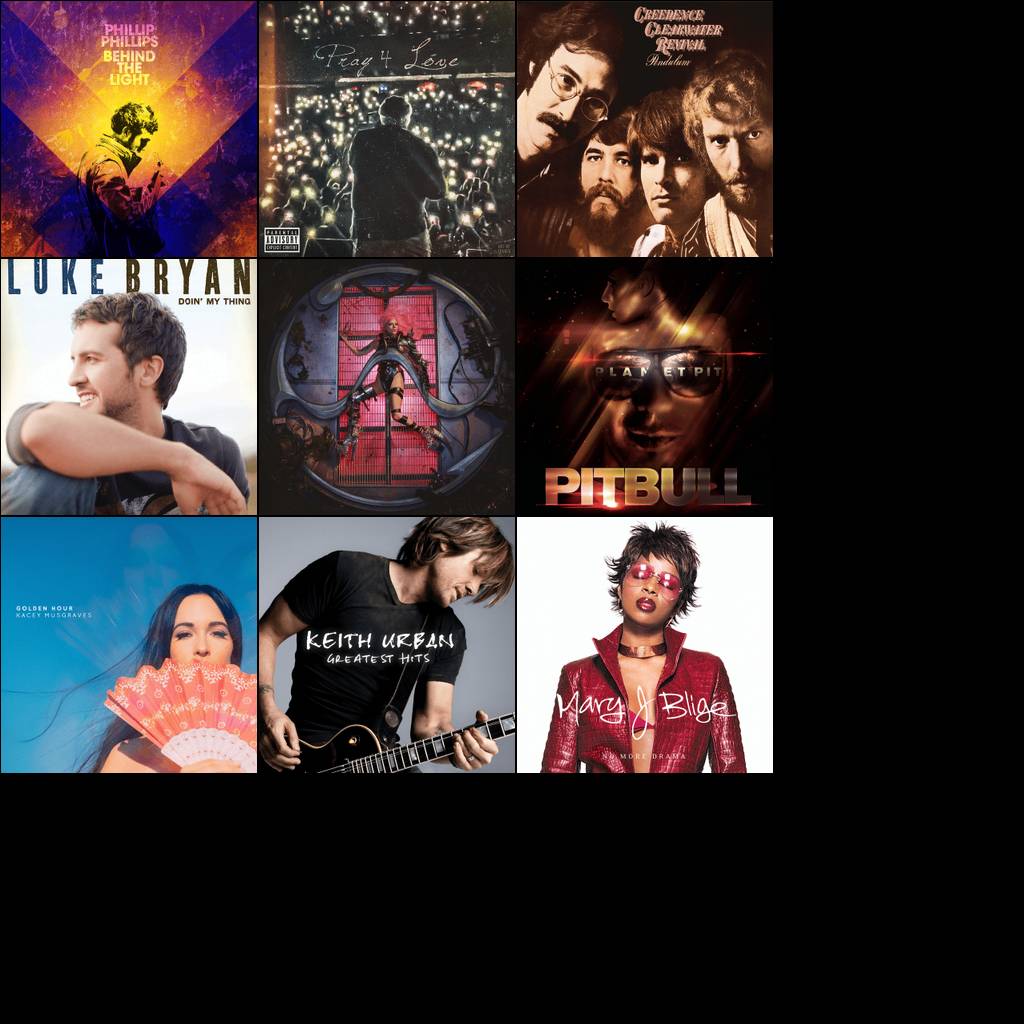 PHILLIP
PHILLIPS
BEHIND
THE
LIGHT
Pray 4 Love
PARENTAL
ADVISORY
EXPLICIT CONTENT
CREEDENCE
CLEARWATER
REVIVAL
Pendulum
LUKE BRYAN
DOIN' MY THING
PLANET PIT
PITBULL
GOLDEN HOUR
KACEY MUSGRAVES
KEITH URBAN
GREATEST HITS
Mary J Blige
NO MORE DRAMA